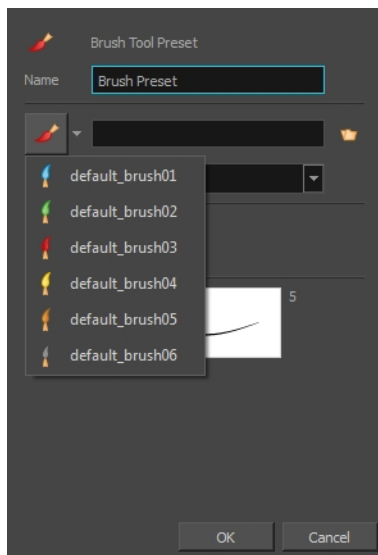 Brush Tool Preset
Name Brush Preset
default_brush01
default_brush02
default_brush03
default_brush04
default_brush05
default_brush06
5
OK Cancel